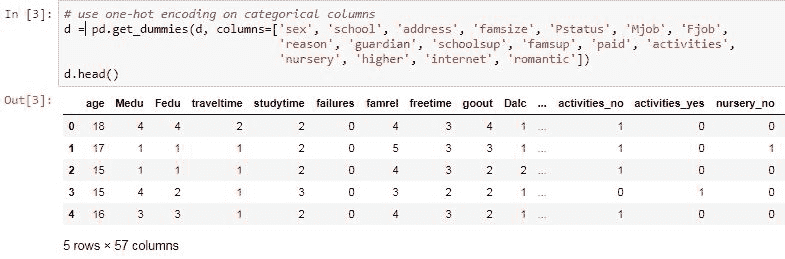 In [3]: # use one-hot encoding on categorical columns
d = pd.get_dummies(d, columns=['sex', 'school', 'address', 'famsize', 'Pstatus', 'Mjob', 'Fjob',
'reason', 'guardian', 'schoolsup', 'famsup', 'paid', 'activities',
'nursery', 'higher', 'internet', 'romantic'])
d.head()
Out[3]:
age Medu Fedu traveltime studytime failures famrel freetime goout Dalc ... activities_no activities_yes nursery_no
0 18 4 4 2 2 0 4 3 4 1 ... 1 0 0
1 17 1 1 1 2 0 5 3 3 1 ... 1 0 1
2 15 1 1 1 2 0 4 3 2 2 ... 1 0 0
3 15 4 2 1 3 0 3 2 2 1 ... 0 1 0
4 16 3 3 1 2 0 4 3 2 1 ... 1 0 0
5 rows × 57 columns